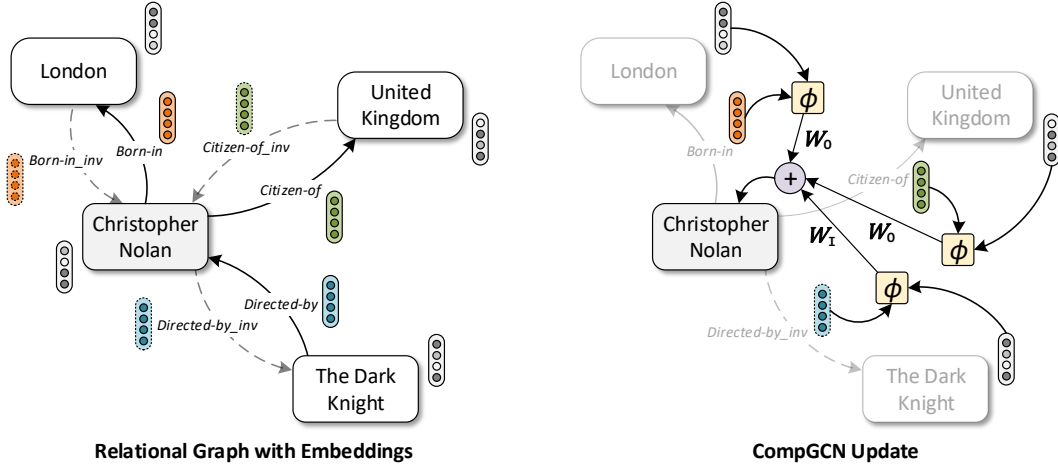 London
United
Kingdom
Born-in_inv
Born-in
Citizen-of_inv
Citizen-of
Christopher
Nolan
Directed-by
Directed-by_inv
The Dark
Knight
Relational Graph with Embeddings
London
United
Kingdom
ϕ
Born-in
W₀
+
Citizen-of
Christopher
Nolan
W_I
W₀
ϕ
ϕ
Directed-by_inv
The Dark
Knight
CompGCN Update